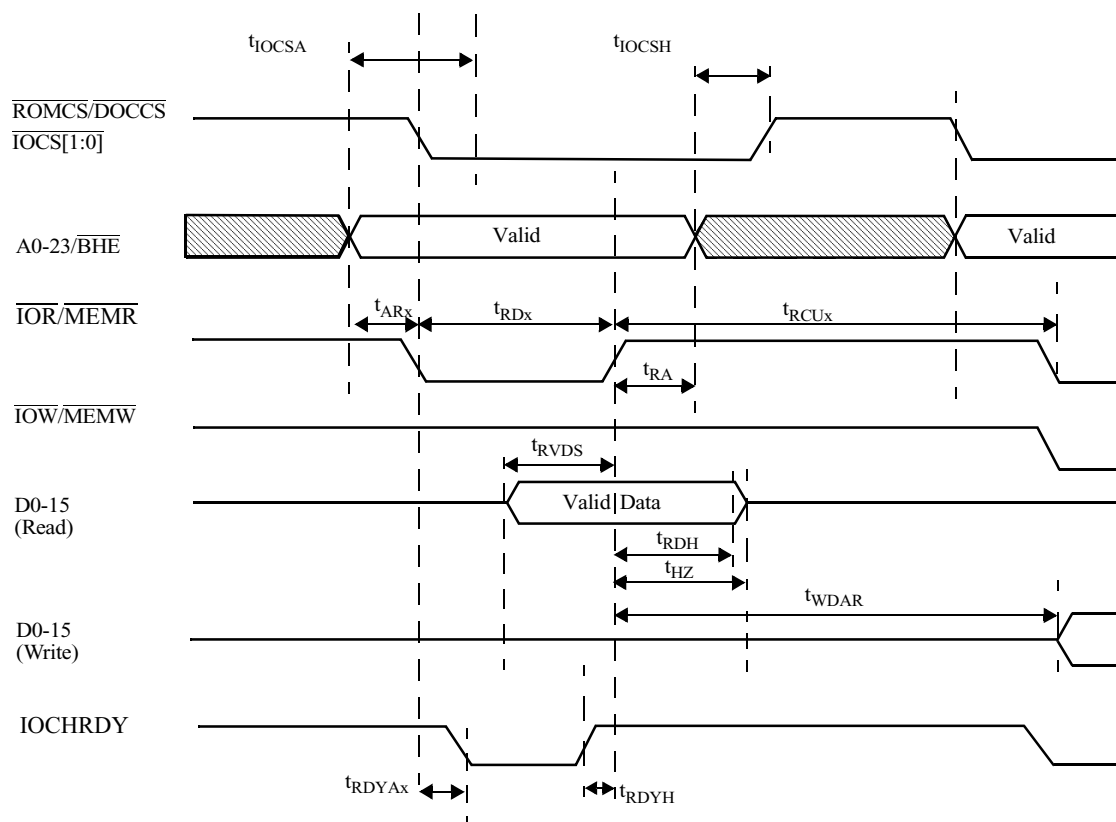 tIOCSA
tIOCSH
ROMCS/DOCCS
IOCS[1:0]
A0-23/BHE
Valid
Valid
IOR/MEMR
tARx
tRDx
tRCUx
tRA
IOW/MEMW
tRVDS
D0-15
(Read)
Valid Data
tRDH
tHZ
tWDAR
D0-15
(Write)
IOCHRDY
tRDYAx
tRDYH